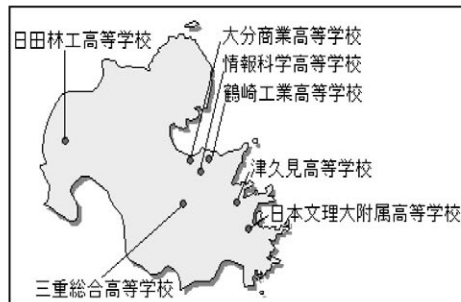 日田林工高等学校
大分商業高等学校
情報科学高等学校
鶴崎工業高等学校
津久見高等学校
日本文理大附属高等学校
三重総合高等学校